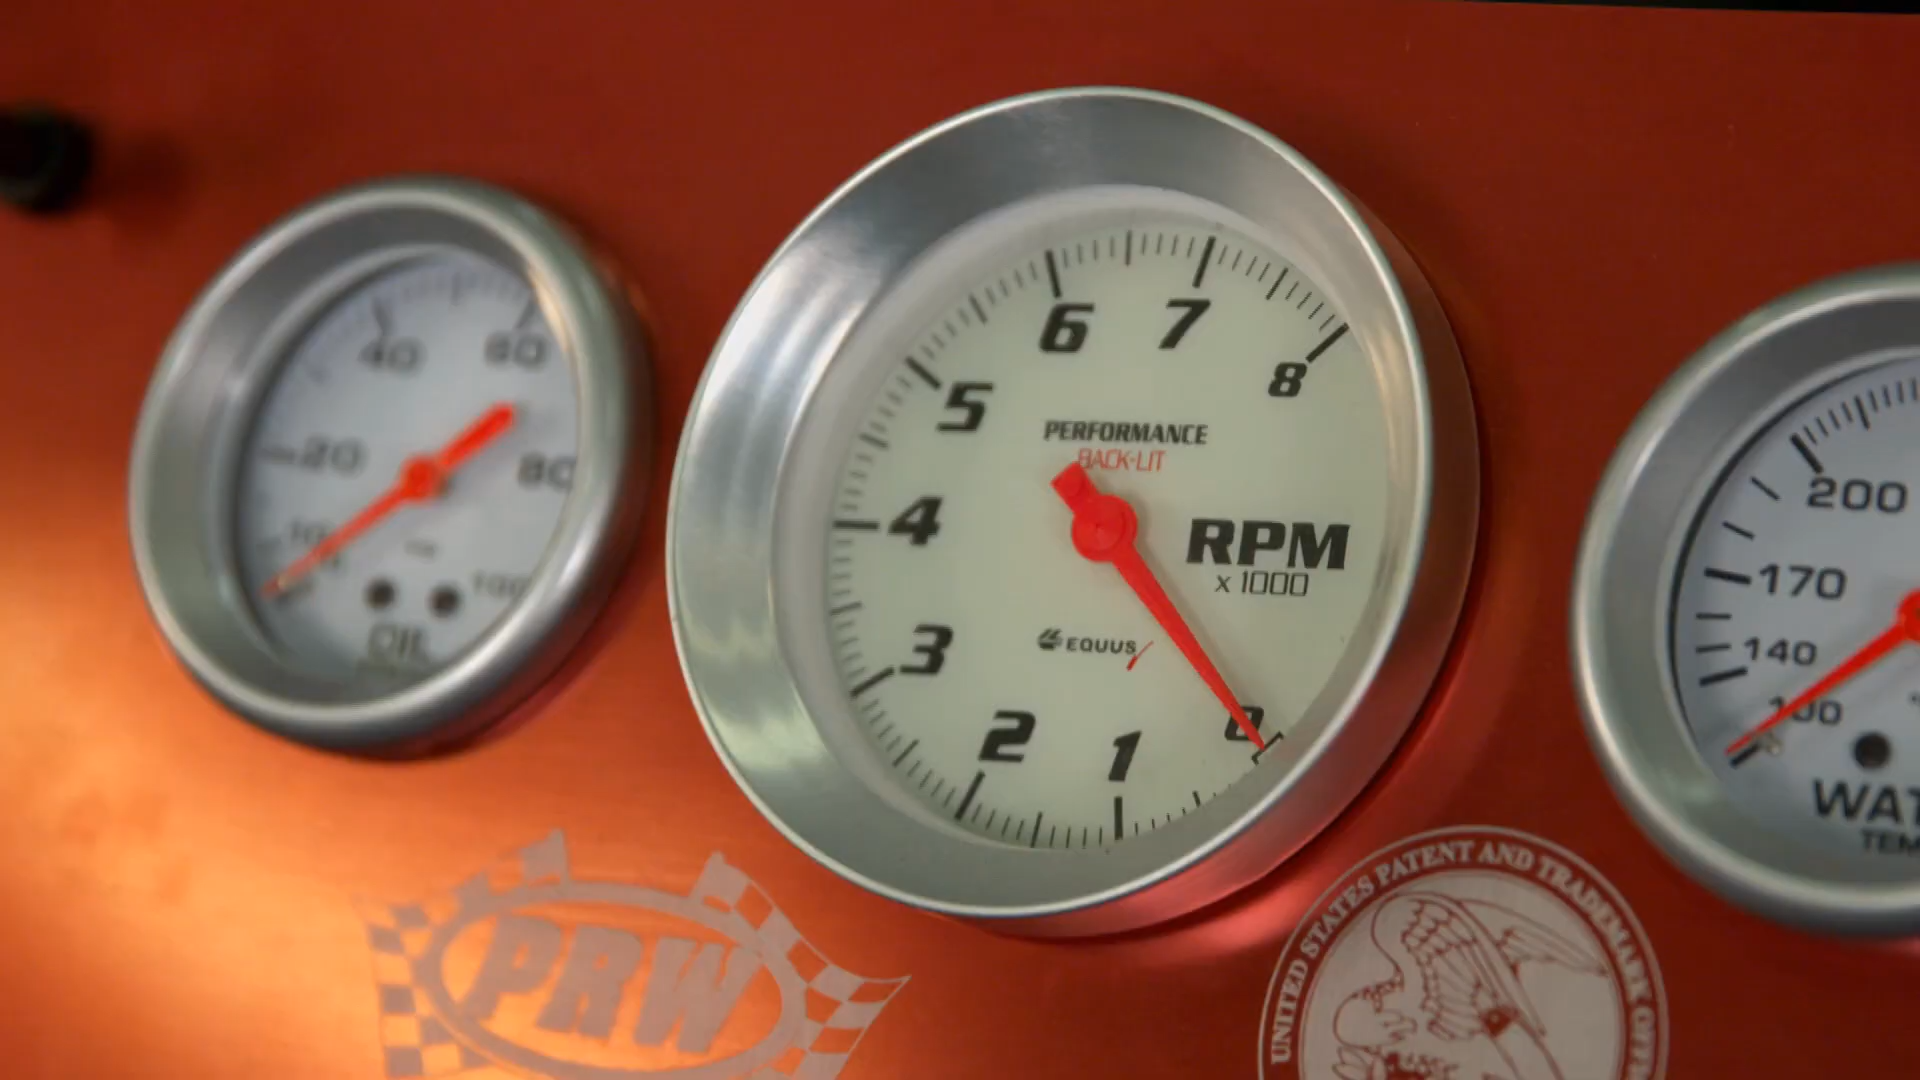 40
60
20
80
100
OIL
6
7
8
5
4
3
2
1
0
PERFORMANCE
BACK-LIT
RPM
x 1000
EQUUS
200
170
140
100
PRW
UNITED STATES PATENT AND TRADEMARK